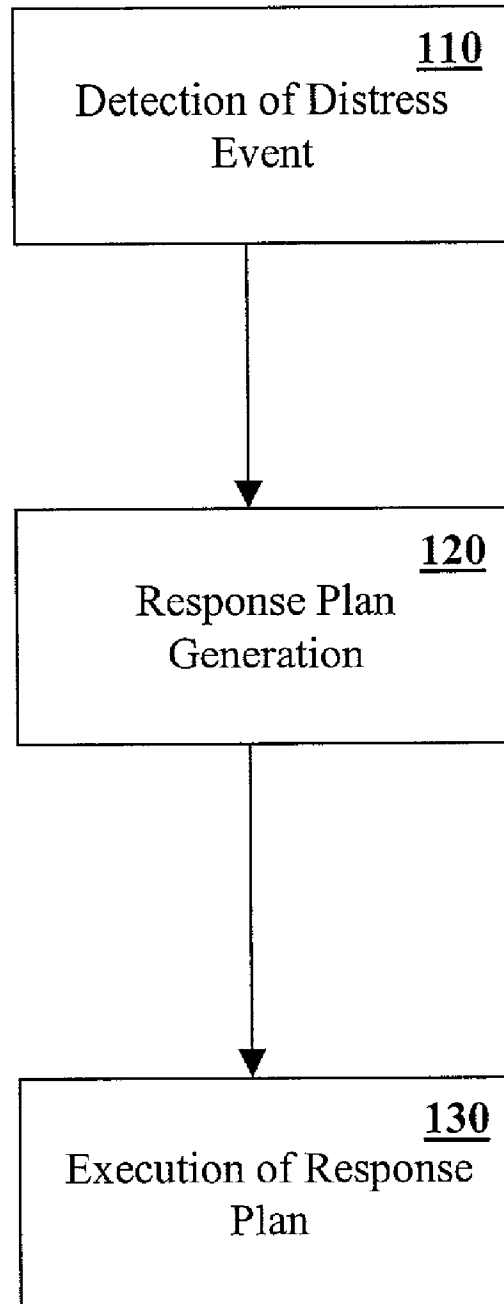 110
Detection of Distress
Event
120
Response Plan
Generation
130
Execution of Response
Plan